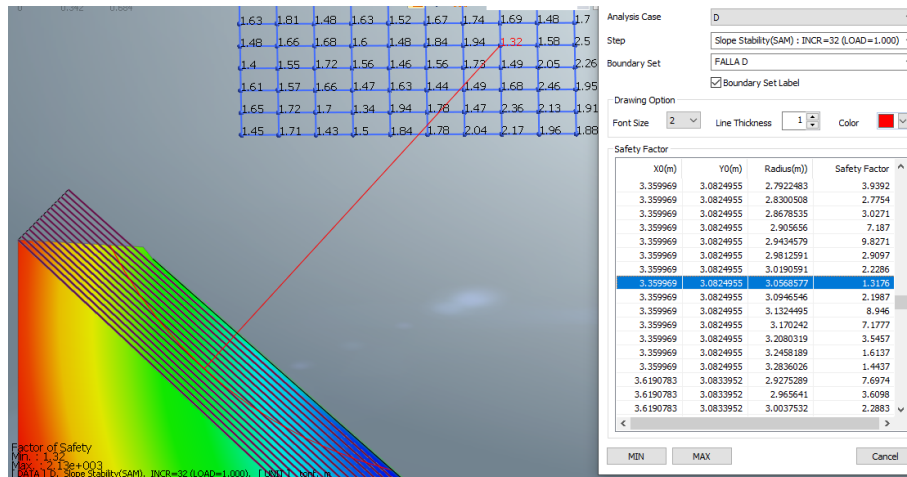 0 0.342 0.684
1.63 1.81 1.48 1.63 1.52 1.67 1.74 1.69 1.48 1.7
1.48 1.66 1.68 1.6 1.48 1.84 1.94 1.32 1.58 2.5
1.4 1.55 1.72 1.56 1.46 1.56 1.73 1.49 2.05 2.26
1.61 1.57 1.66 1.47 1.63 1.44 1.49 1.68 2.46 1.95
1.65 1.72 1.7 1.34 1.94 1.78 1.47 2.36 2.13 1.91
1.45 1.71 1.43 1.5 1.84 1.78 2.04 2.17 1.96 1.88
Factor of Safety
Min. : 1.32
Max. : 2.13e+003
[ DATA ] D, Slope Stability(SAM), INCR=32 (LOAD=1.000), [ UNIT ] tonf, m
Analysis Case D
Step Slope Stability(SAM) : INCR=32 (LOAD=1.000)
Boundary Set FALLA D
Boundary Set Label
Drawing Option
Font Size 2 Line Thickness 1 Color
Safety Factor
X0(m) Y0(m) Radius(m)) Safety Factor
3.359969 3.0824955 2.7922483 3.9392
3.359969 3.0824955 2.8300508 2.7754
3.359969 3.0824955 2.8678535 3.0271
3.359969 3.0824955 2.905656 7.187
3.359969 3.0824955 2.9434579 9.8271
3.359969 3.0824955 2.9812591 2.9097
3.359969 3.0824955 3.0190591 2.2286
3.359969 3.0824955 3.0568577 1.3176
3.359969 3.0824955 3.0946546 2.1987
3.359969 3.0824955 3.1324495 8.946
3.359969 3.0824955 3.170242 7.1777
3.359969 3.0824955 3.2080319 3.5457
3.359969 3.0824955 3.2458189 1.6137
3.359969 3.0824955 3.2836026 1.4437
3.6190783 3.0833952 2.9275289 7.6974
3.6190783 3.0833952 2.965641 3.6098
3.6190783 3.0833952 3.0037532 2.2883
MIN MAX Cancel